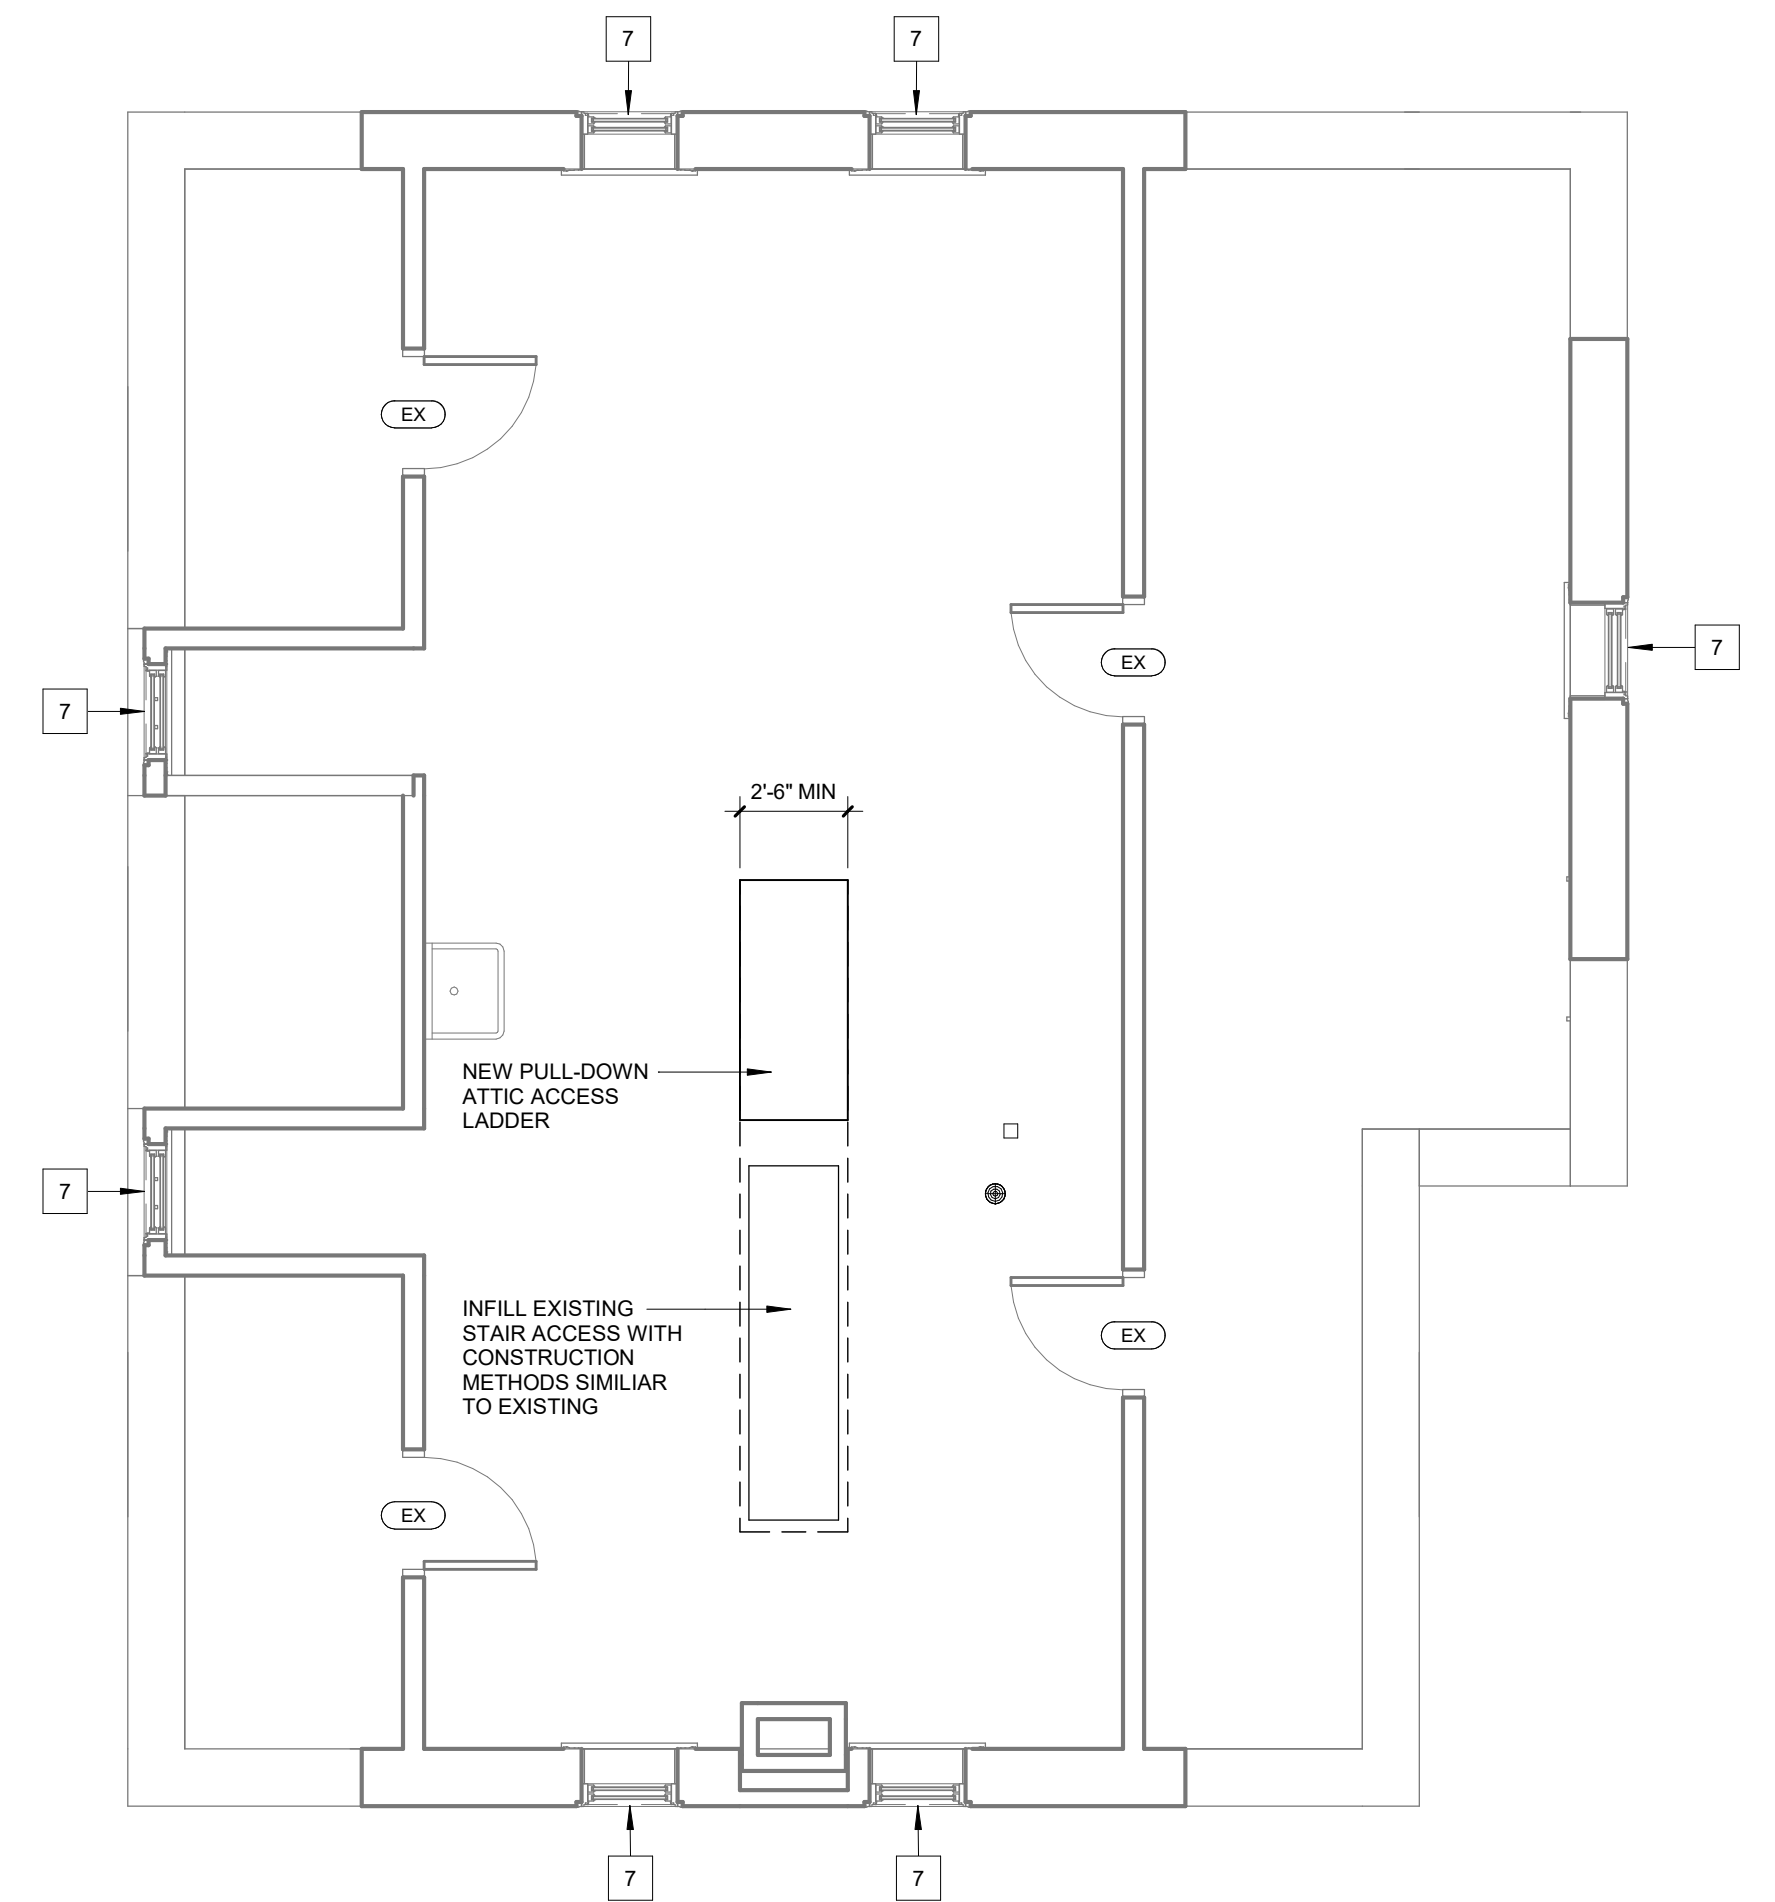 7
7
EX
EX
7
7
2'-6" MIN
NEW PULL-DOWN
ATTIC ACCESS
LADDER
7
INFILL EXISTING
STAIR ACCESS WITH
CONSTRUCTION
METHODS SIMILIAR
TO EXISTING
EX
EX
7
7